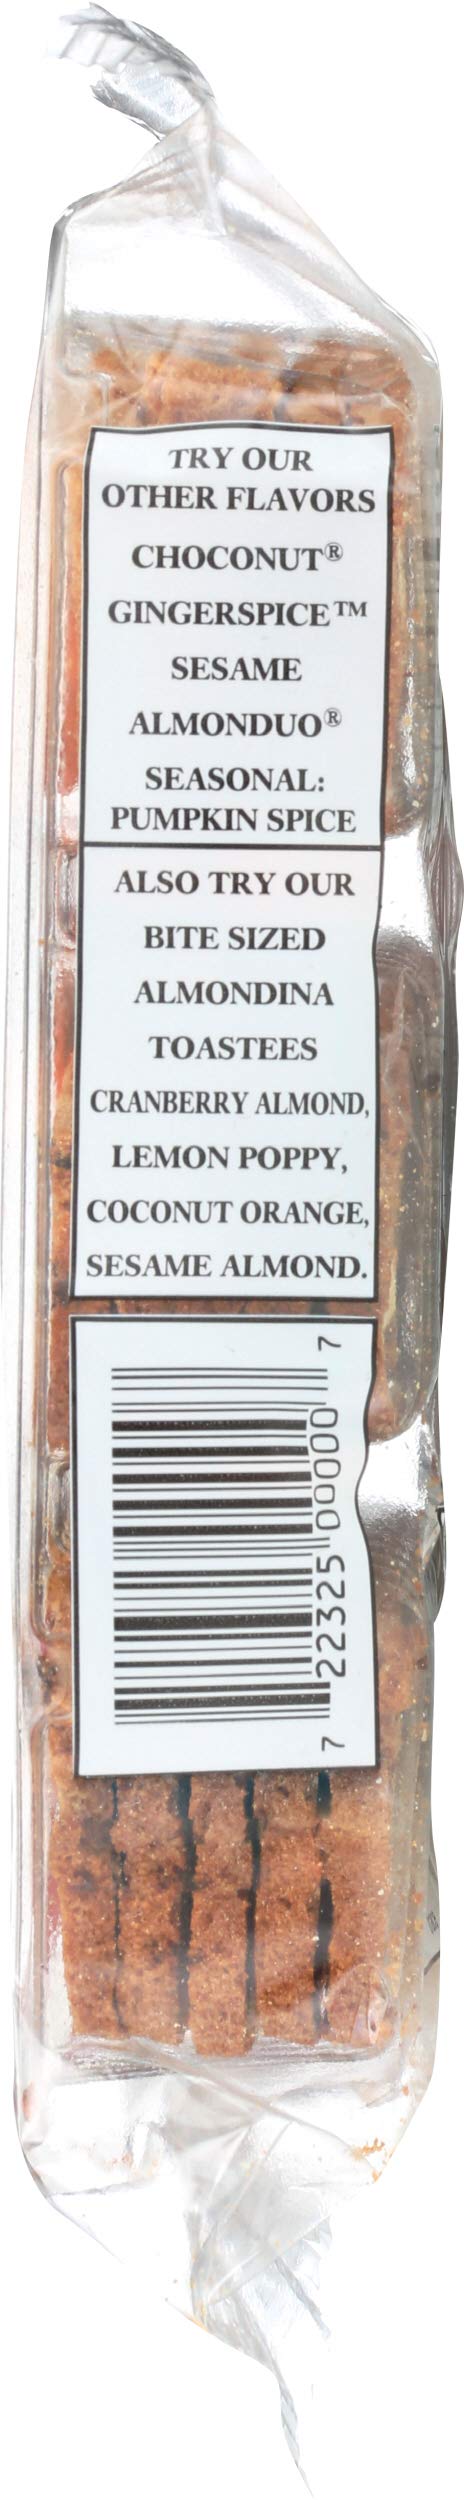 TRY OUR
OTHER FLAVORS
CHOCONUT®
GINGERSPICE™
SESAME
ALMONDUO®
SEASONAL:
PUMPKIN SPICE
ALSO TRY OUR
BITE SIZED
ALMONDINA
TOASTEES
CRANBERRY ALMOND,
LEMON POPPY,
COCONUT ORANGE,
SESAME ALMOND.
7 22325 00000 7